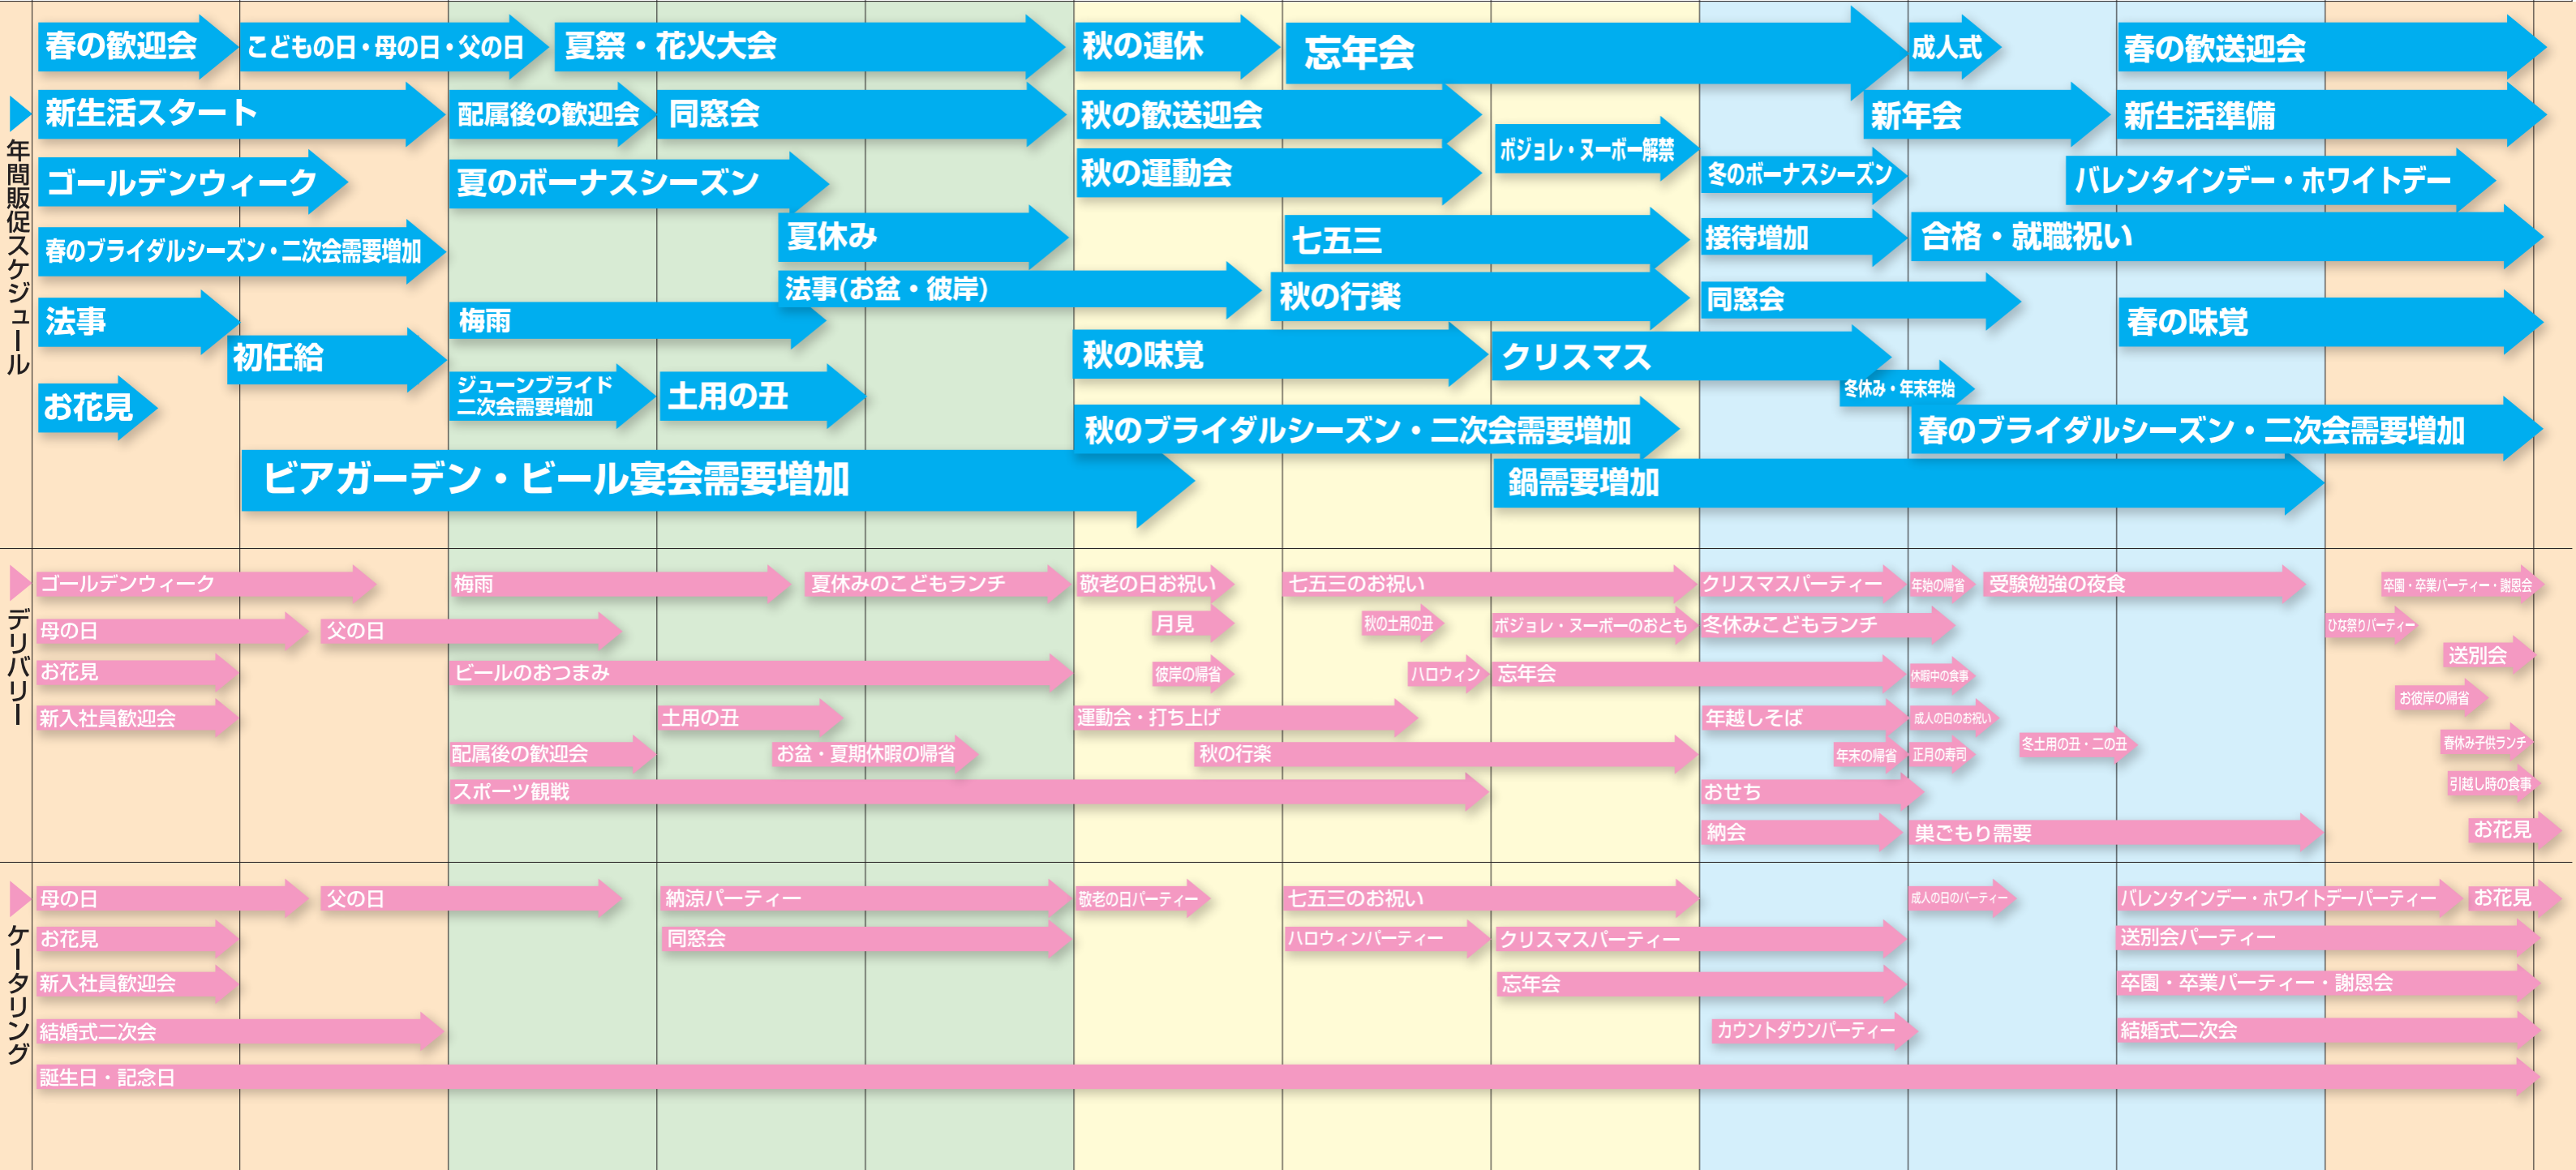 年間販促スケジュール
春の歓迎会
こどもの日・母の日・父の日
夏祭・花火大会
秋の連休
忘年会
成人式
春の歓送迎会
新生活スタート
配属後の歓迎会
同窓会
秋の歓送迎会
ボジョレ・ヌーボー解禁
新年会
新生活準備
ゴールデンウィーク
夏のボーナスシーズン
秋の運動会
冬のボーナスシーズン
バレンタインデー・ホワイトデー
春のブライダルシーズン・二次会需要増加
夏休み
七五三
接待増加
合格・就職祝い
法事
梅雨
法事(お盆・彼岸)
秋の行楽
同窓会
春の味覚
初任給
秋の味覚
クリスマス
冬休み・年末年始
お花見
ジューンブライド
二次会需要増加
土用の丑
秋のブライダルシーズン・二次会需要増加
春のブライダルシーズン・二次会需要増加
ビアガーデン・ビール宴会需要増加
鍋需要増加
デリバリー
ゴールデンウィーク
梅雨
夏休みのこどもランチ
敬老の日お祝い
七五三のお祝い
クリスマスパーティー
年始の帰省
受験勉強の夜食
卒園・卒業パーティー・謝恩会
母の日
父の日
月見
秋の土用の丑
ボジョレ・ヌーボーのおとも
冬休みこどもランチ
ひな祭りパーティー
送別会
お花見
ビールのおつまみ
彼岸の帰省
ハロウィン
忘年会
休暇中の食事
お彼岸の帰省
新入社員歓迎会
土用の丑
運動会・打ち上げ
年越しそば
成人の日のお祝い
配属後の歓迎会
お盆・夏期休暇の帰省
秋の行楽
年末の帰省
正月の寿司
冬土用の丑・二の丑
春休み子供ランチ
スポーツ観戦
おせち
引越し時の食事
納会
巣ごもり需要
お花見
ケータリング
母の日
父の日
納涼パーティー
敬老の日パーティー
七五三のお祝い
成人の日のパーティー
バレンタインデー・ホワイトデーパーティー
お花見
お花見
同窓会
ハロウィンパーティー
クリスマスパーティー
送別会パーティー
新入社員歓迎会
忘年会
卒園・卒業パーティー・謝恩会
結婚式二次会
カウントダウンパーティー
結婚式二次会
誕生日・記念日